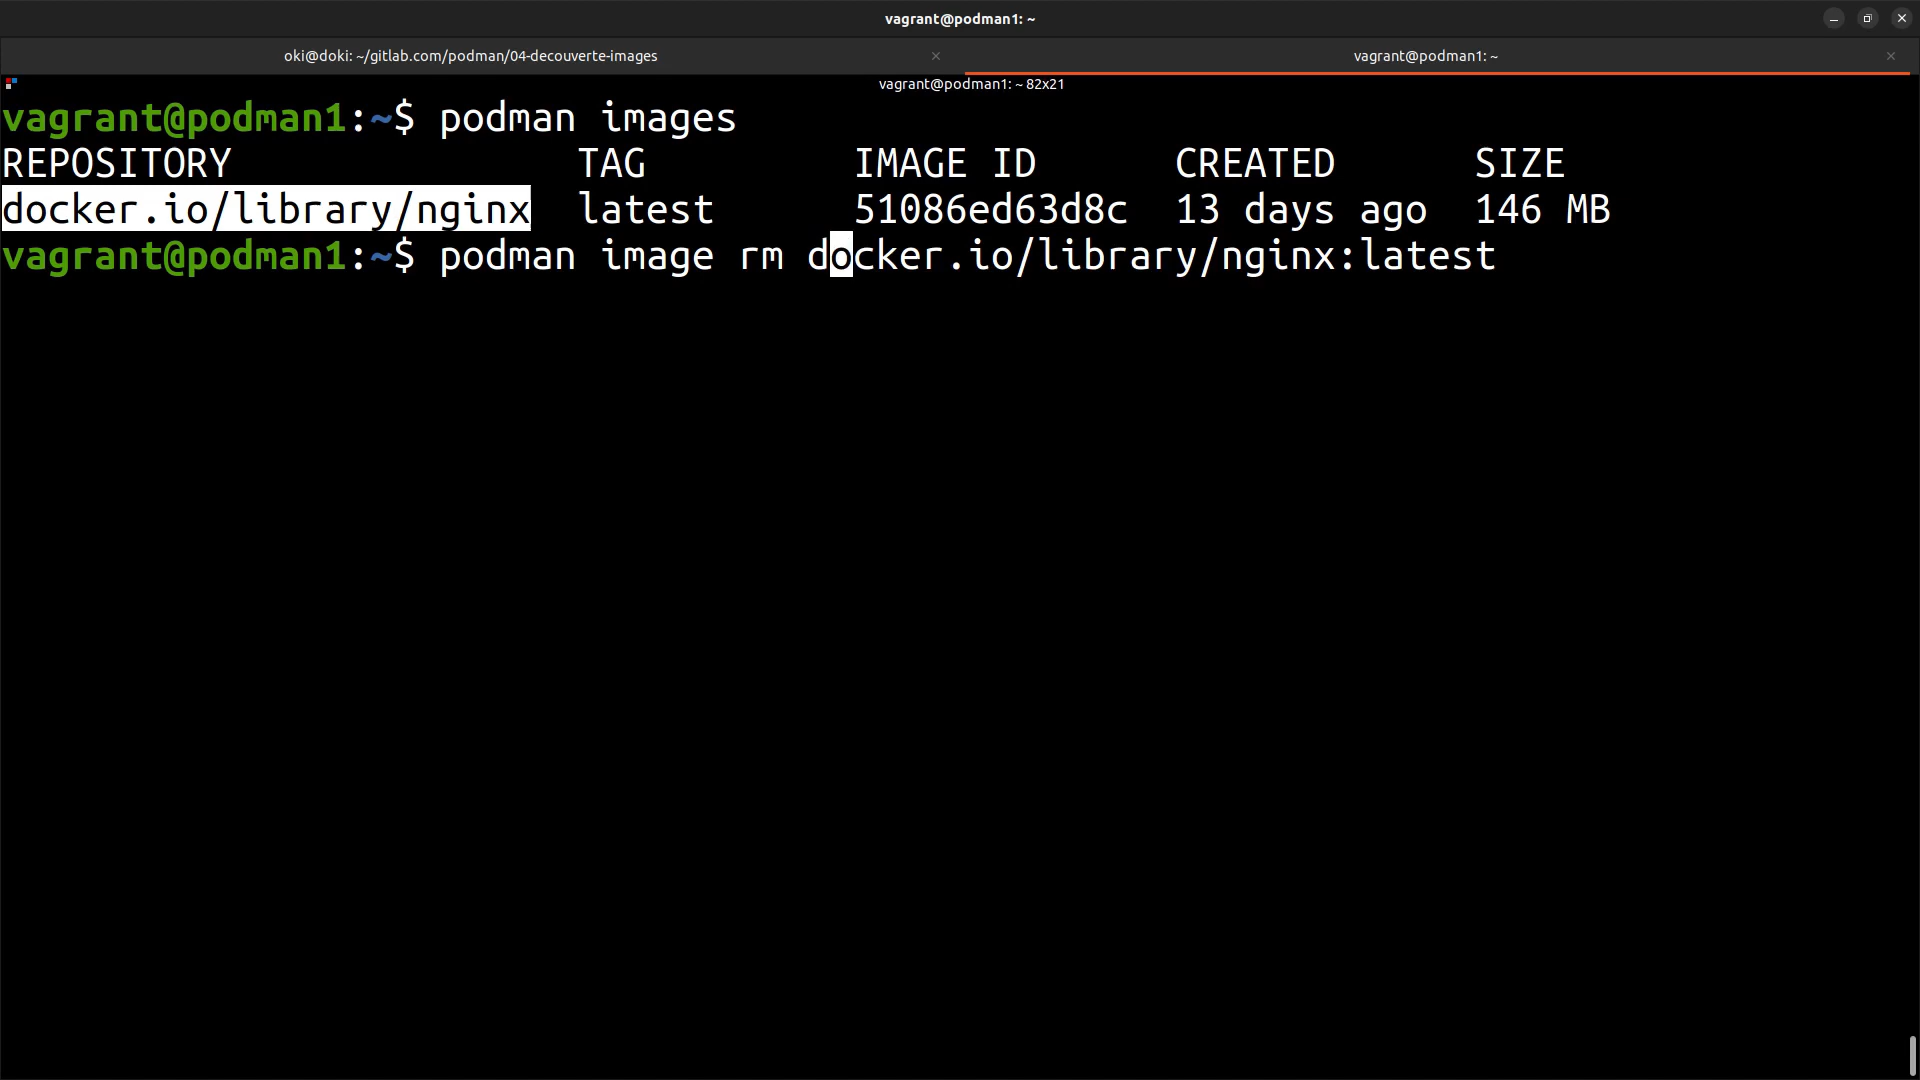 vagrant@podman1: ~
oki@doki: ~/gitlab.com/podman/04-decouverte-images
vagrant@podman1: ~
vagrant@podman1: ~ 82x21
vagrant@podman1:~$ podman images
REPOSITORY TAG IMAGE ID CREATED SIZE
docker.io/library/nginx latest 51086ed63d8c 13 days ago 146 MB
vagrant@podman1:~$ podman image rm docker.io/library/nginx:latest